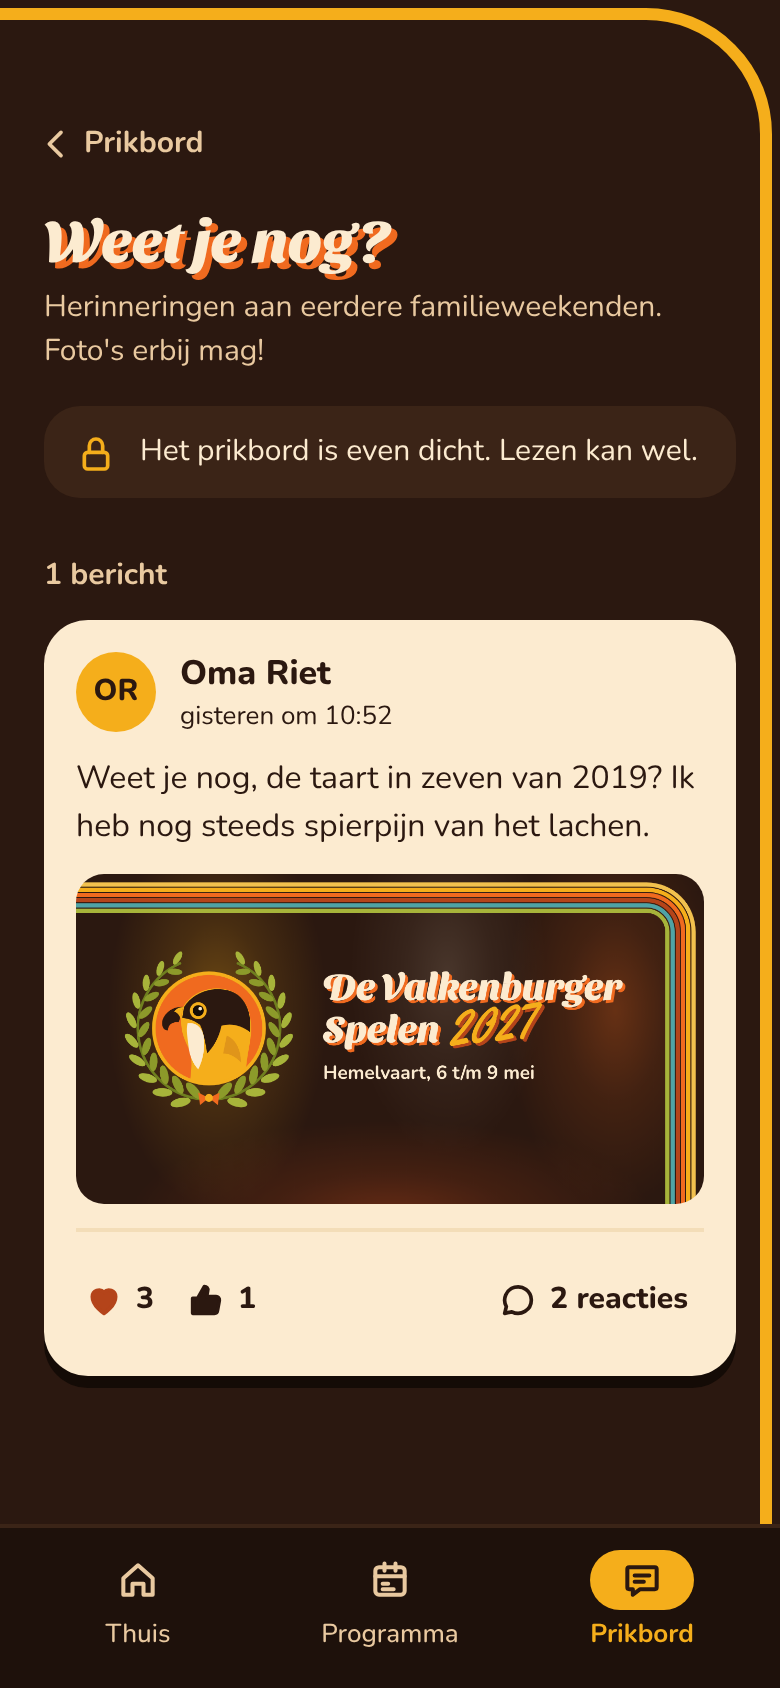 Prikbord
Weet je nog?
Herinneringen aan eerdere familieweekenden.
Foto's erbij mag!
Het prikbord is even dicht. Lezen kan wel.
1 bericht
OR
Oma Riet
gisteren om 10:52
Weet je nog, de taart in zeven van 2019? Ik
heb nog steeds spierpijn van het lachen.
De Valkenburger
Spelen 2027
Hemelvaart, 6 t/m 9 mei
3
1
2 reacties
Thuis
Programma
Prikbord